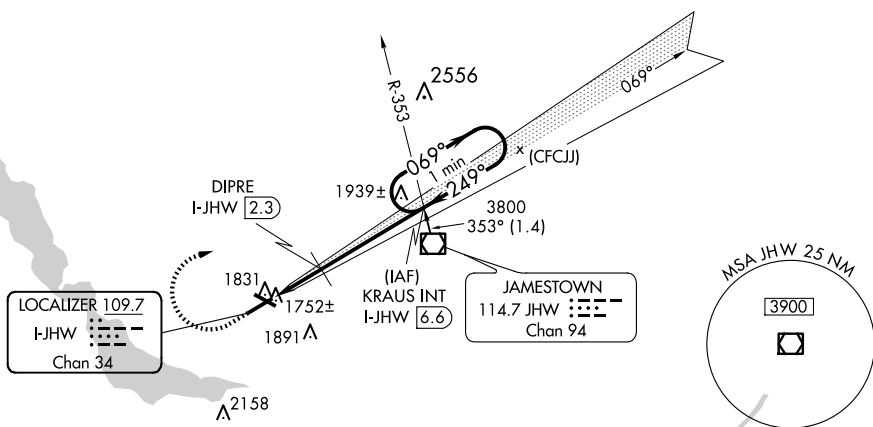 R-353
2556
069°
069°
1 min
249°
(CFCJJ)
1939±
DIPRE
I-JHW 2.3
3800
353° (1.4)
(IAF)
KRAUS INT
I-JHW 6.6
JAMESTOWN
114.7 JHW
Chan 94
1831
1752±
1891
LOCALIZER 109.7
I-JHW
Chan 34
2158
MSA JHW 25 NM
3900